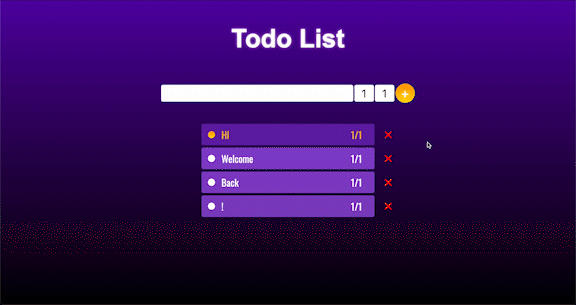 Todo List
1 1 +
HI 1/1 ×
Welcome 1/1 ×
Back 1/1 ×
! 1/1 ×